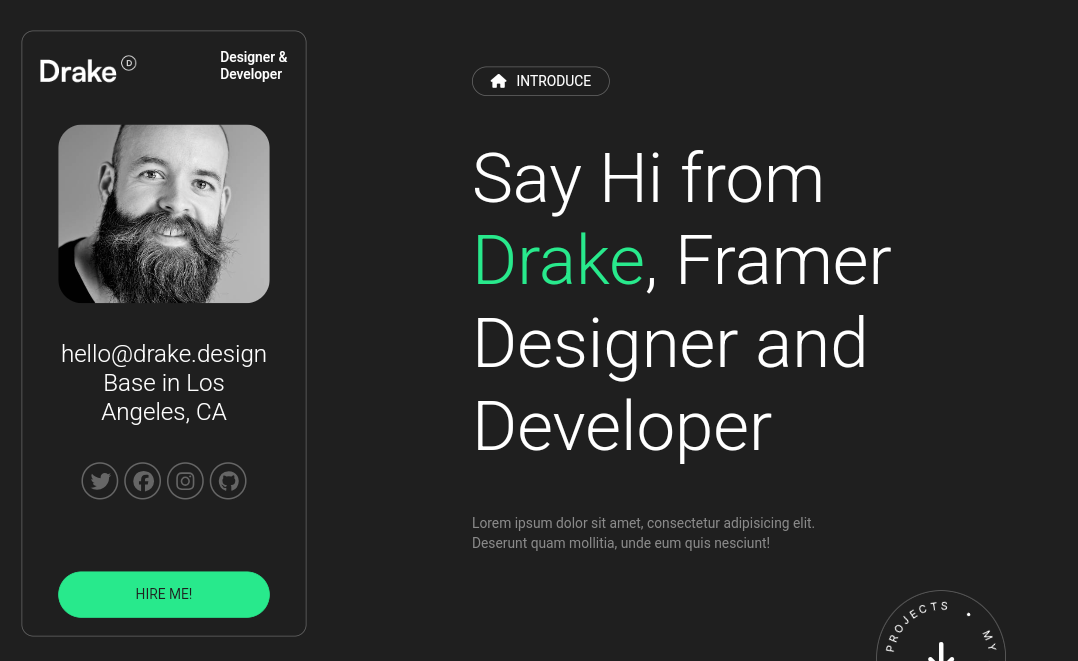 Drake D
Designer &
Developer
hello@drake.design
Base in Los
Angeles, CA
HIRE ME!
INTRODUCE
Say Hi from
Drake, Framer
Designer and
Developer
Lorem ipsum dolor sit amet, consectetur adipisicing elit.
Deserunt quam mollitia, unde eum quis nesciunt!
PROJECTS • MY